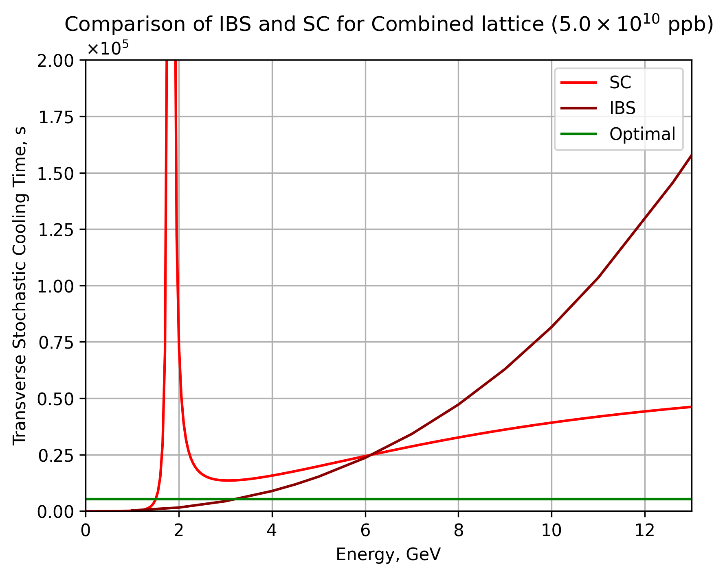 Comparison of IBS and SC for Combined lattice (5.0 × 10¹⁰ ppb)
×10⁵
2.00
1.75
1.50
1.25
1.00
0.75
0.50
0.25
0.00
Transverse Stochastic Cooling Time, s
SC
IBS
Optimal
0 2 4 6 8 10 12
Energy, GeV